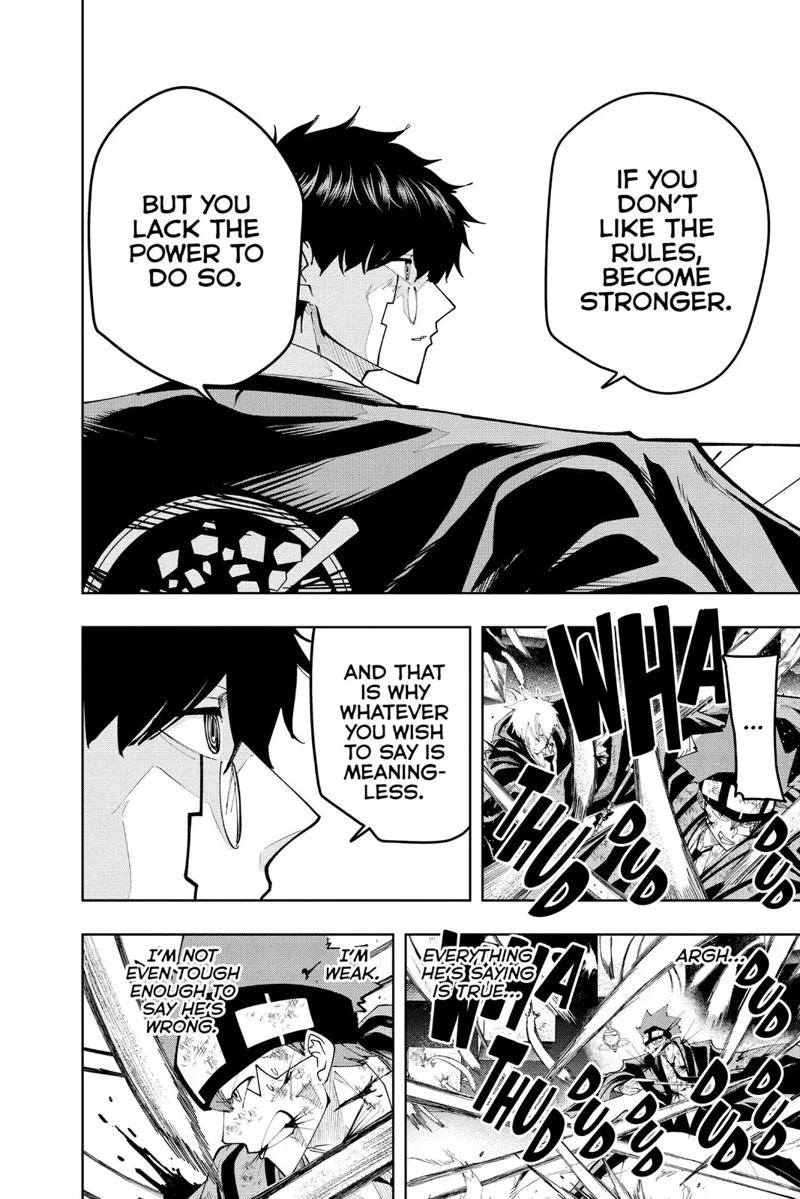 IF YOU
DON'T
LIKE THE
RULES,
BECOME
STRONGER.
BUT YOU
LACK THE
POWER TO
DO SO.
...
WHA
THUD
DUD
DUD
AND THAT
IS WHY
WHATEVER
YOU WISH
TO SAY IS
MEANING-
LESS.
ARGH...
EVERYTHING
HE'S SAYING
IS TRUE...
WHA
WHA
THUD
DUD
DUD
DUD
DUD
DUD
DUD
I'M
WEAK.
I'M NOT
EVEN TOUGH
ENOUGH TO
SAY HE'S
WRONG.